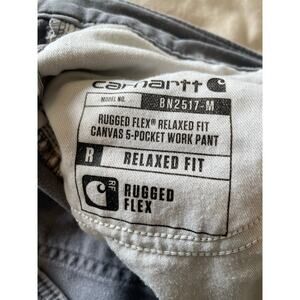 carhartt
MODEL NO. BN2517-M
RUGGED FLEX® RELAXED FIT
CANVAS 5-POCKET WORK PANT
R RELAXED FIT
RF RUGGED
FLEX